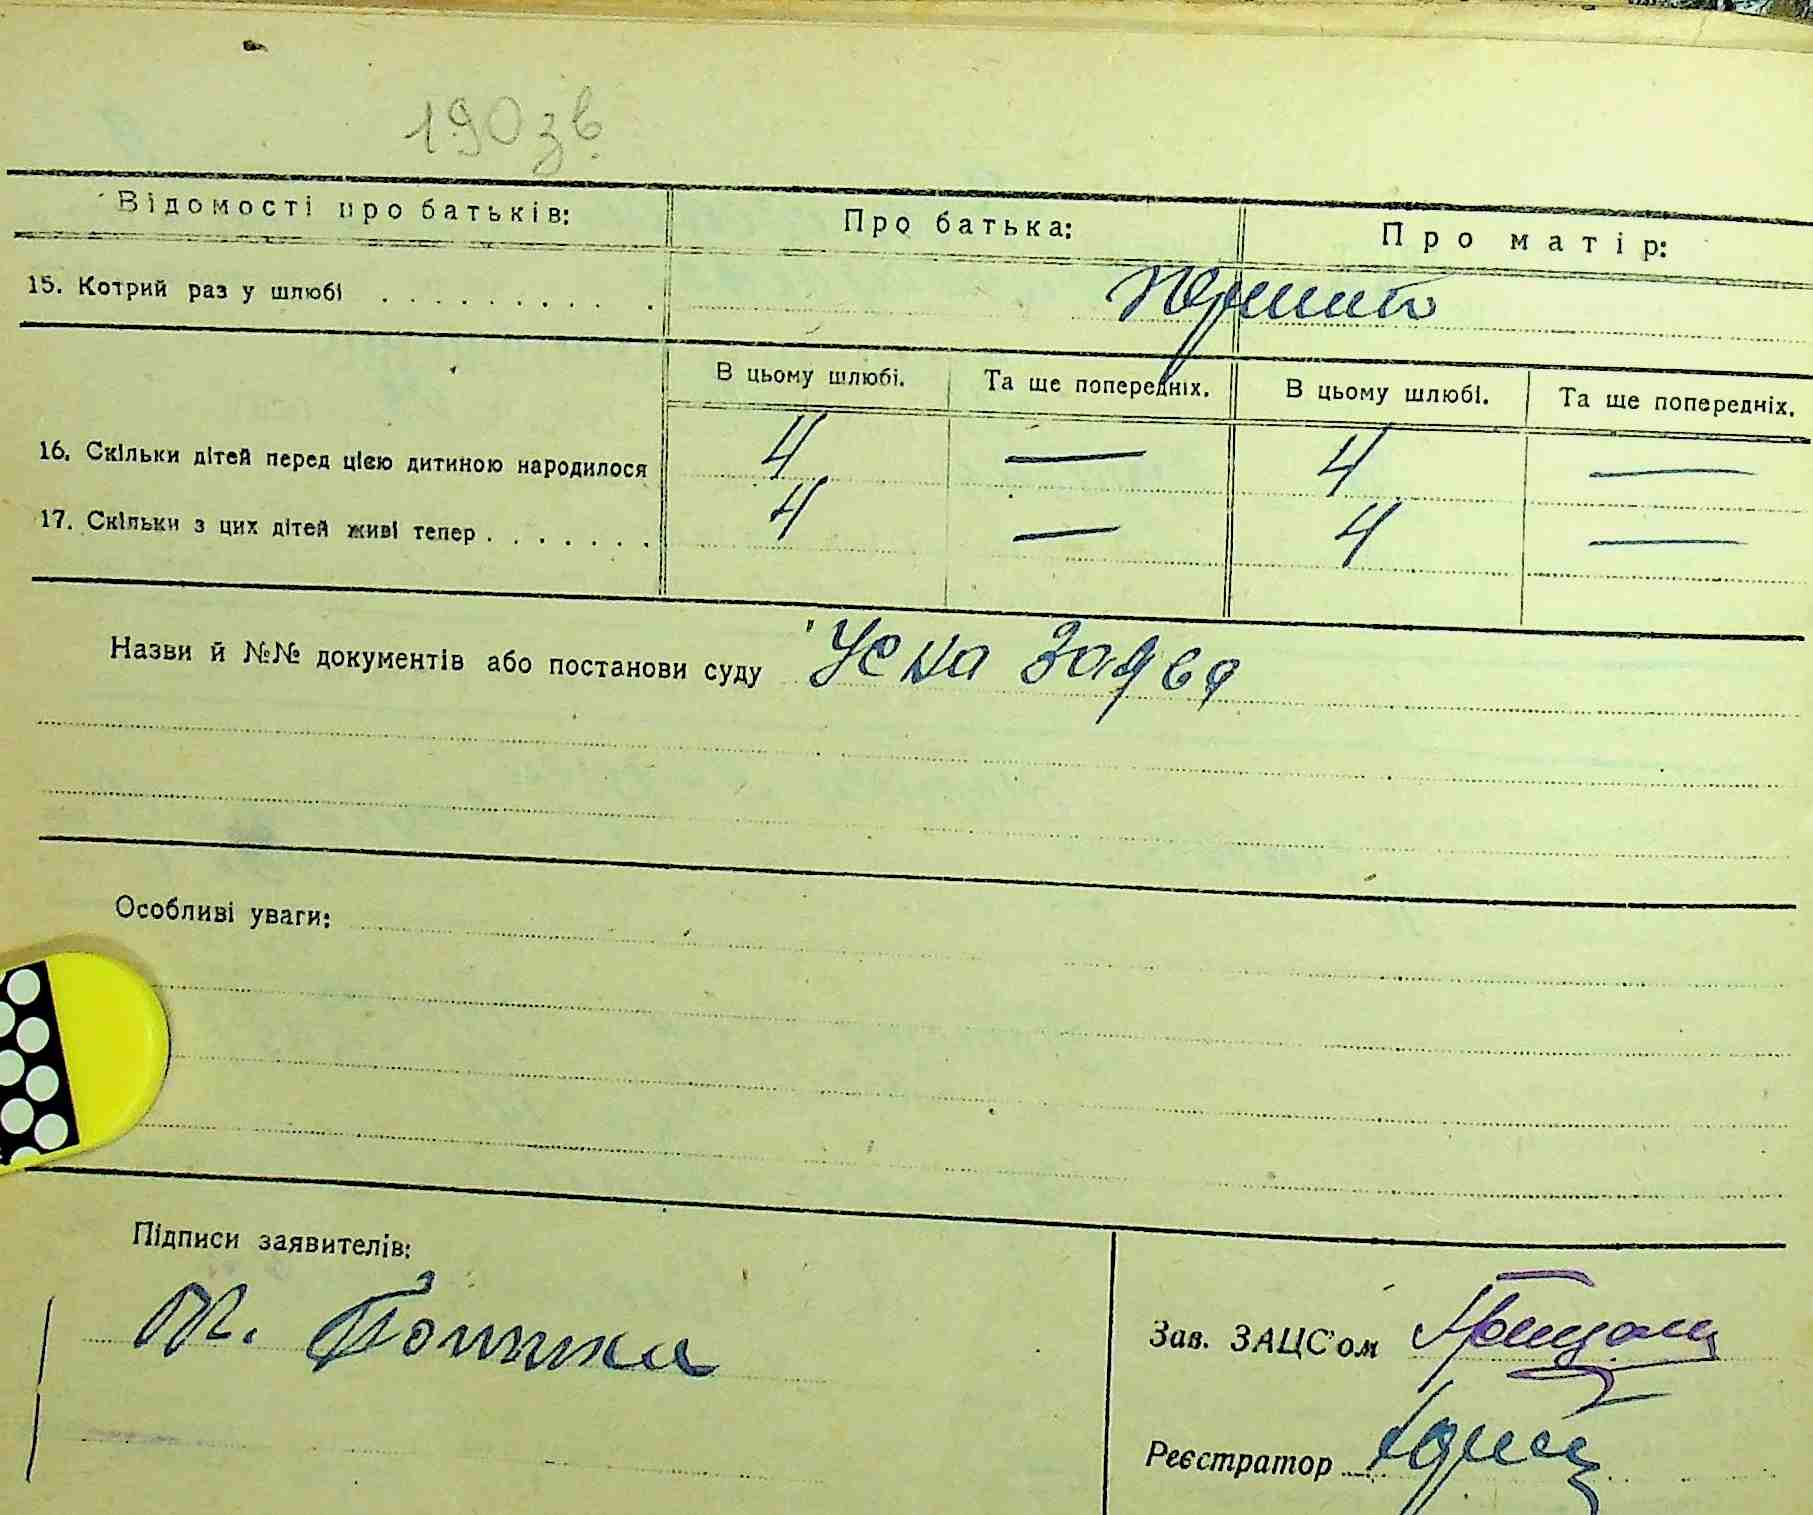 190 зв.
Відомості про батьків: Про батька: Про матір:
15. Котрий раз у шлюбі . . . . . . . . . . Перший
В цьому шлюбі. Та ще попередніх. В цьому шлюбі. Та ще попередніх.
16. Скільки дітей перед цією дитиною народилося 4 — 4 —
17. Скільки з цих дітей живі тепер . . . . . . . 4 — 4 —
Назви й №№ документів або постанови суду Усна Заява
Особливі уваги:
Підписи заявителів:
Зав. ЗАЦС'ом
Реєстратор